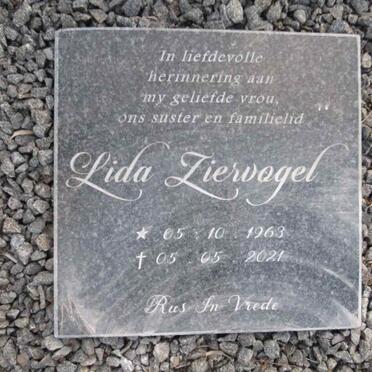 In liefdevolle
herinnering aan
my geliefde vrou,
ons suster en familielid
Lida Ziervogel
★ 05 . 10 . 1963
✝ 05 . 05 . 2021
Rus In Vrede